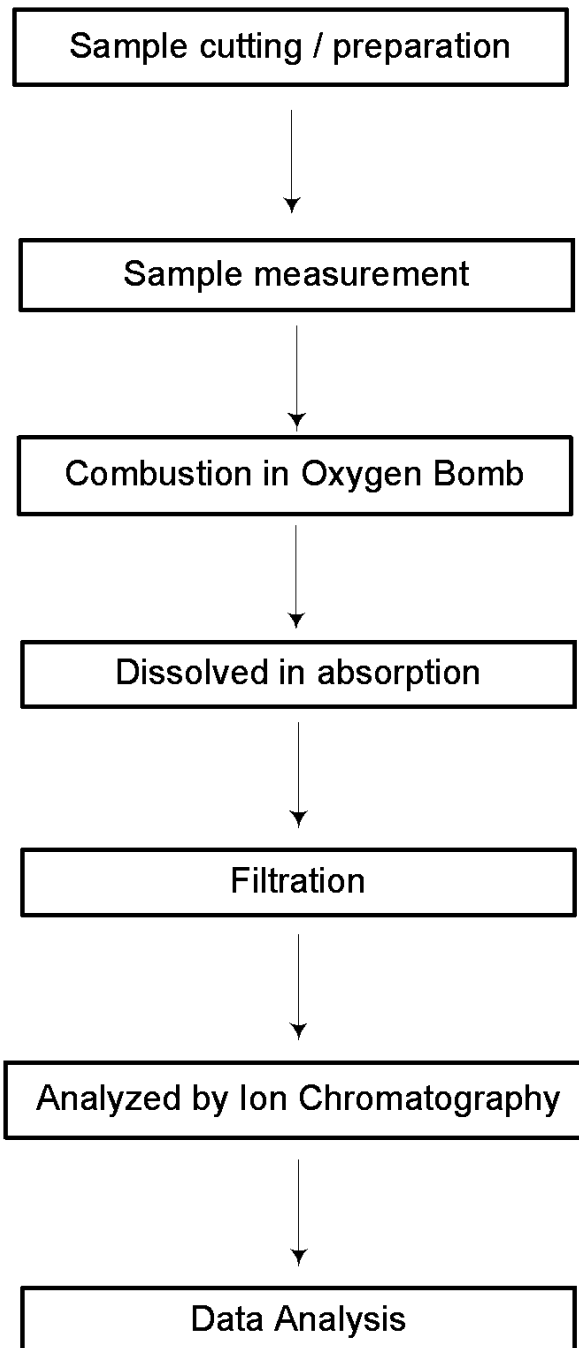 Sample cutting / preparation
Sample measurement
Combustion in Oxygen Bomb
Dissolved in absorption
Filtration
Analyzed by Ion Chromatography
Data Analysis